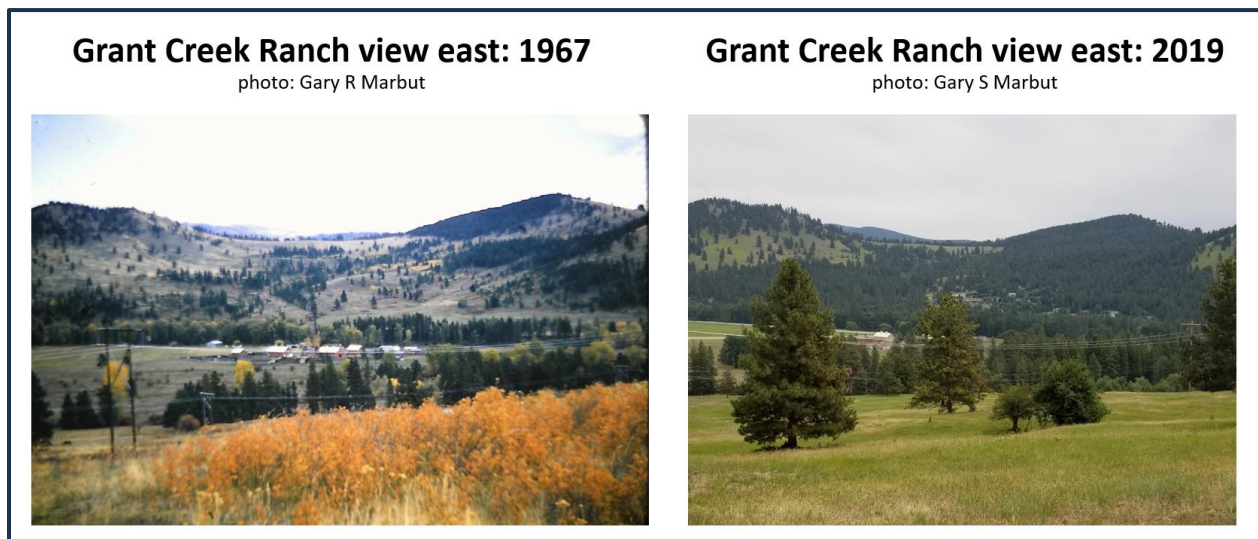 Grant Creek Ranch view east: 1967
photo: Gary R Marbut
Grant Creek Ranch view east: 2019
photo: Gary S Marbut